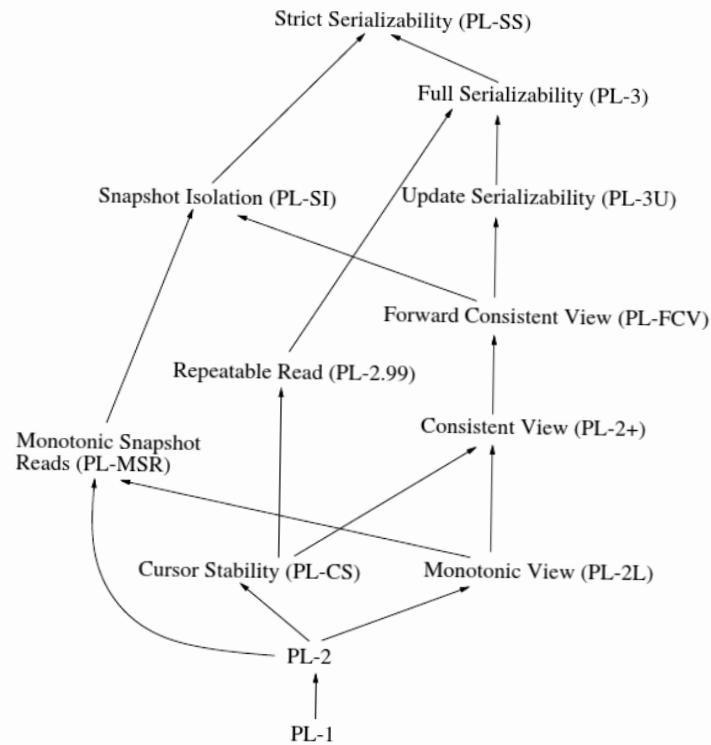 Strict Serializability (PL-SS)
Full Serializability (PL-3)
Snapshot Isolation (PL-SI)
Update Serializability (PL-3U)
Forward Consistent View (PL-FCV)
Repeatable Read (PL-2.99)
Consistent View (PL-2+)
Monotonic Snapshot
Reads (PL-MSR)
Cursor Stability (PL-CS)
Monotonic View (PL-2L)
PL-2
PL-1